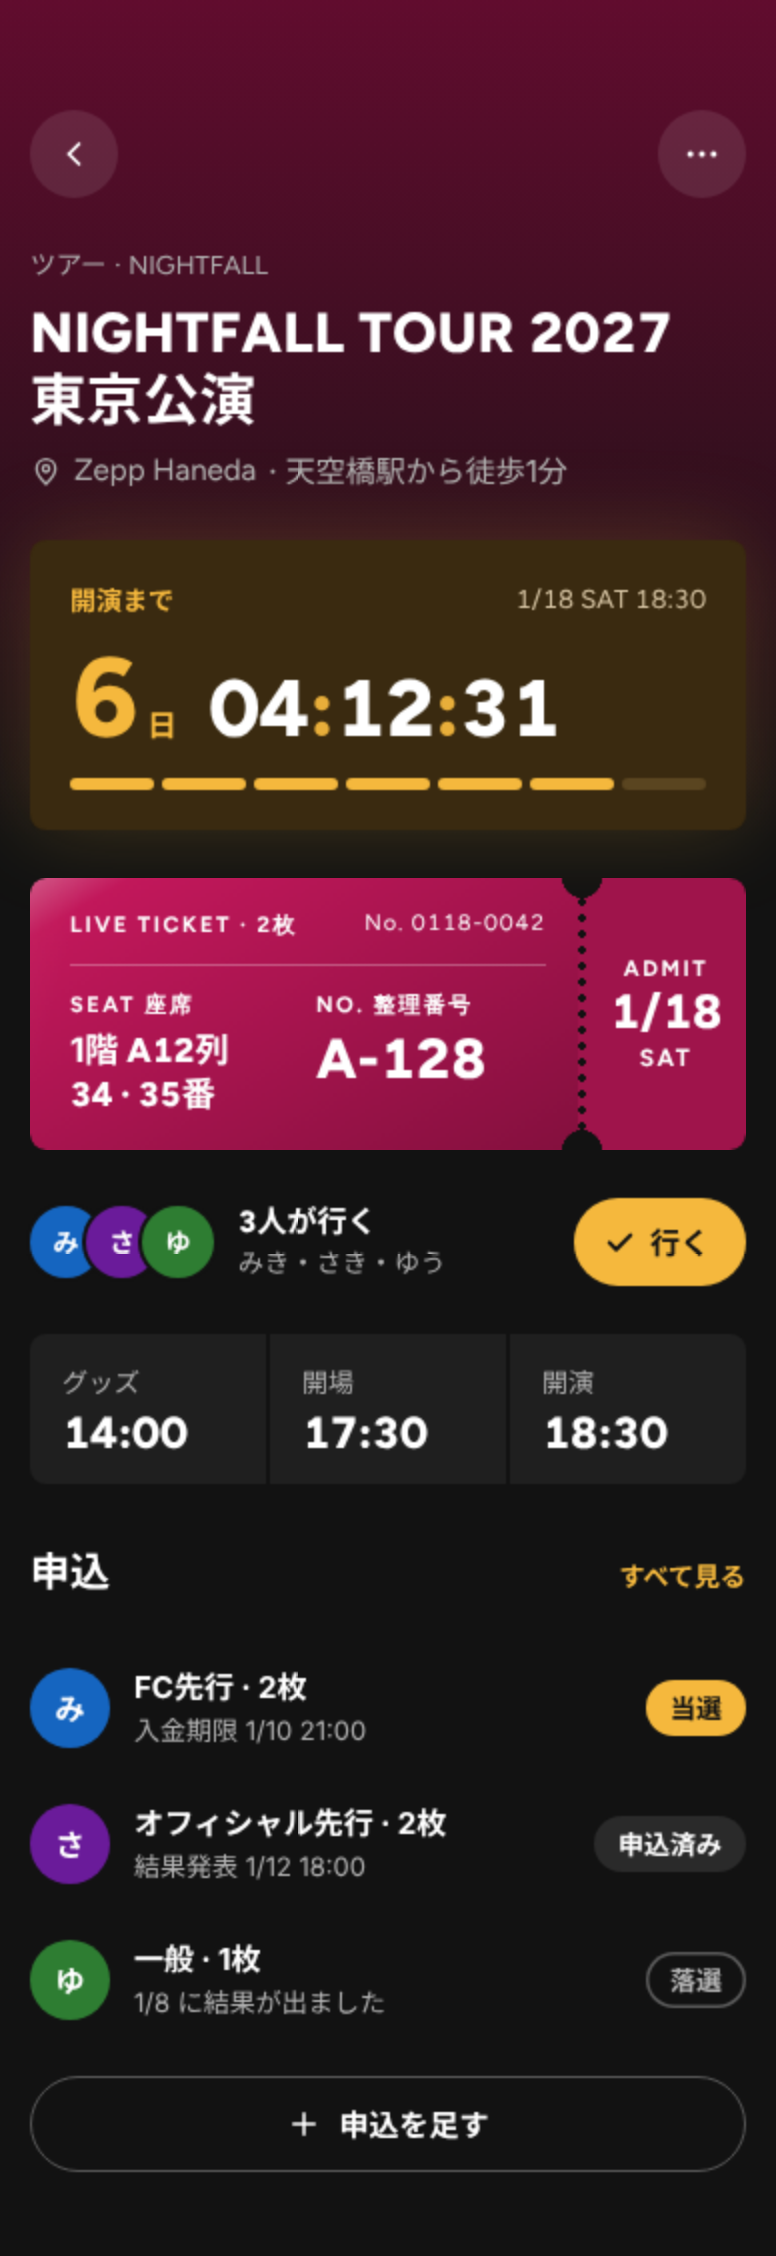 ツアー · NIGHTFALL
NIGHTFALL TOUR 2027
東京公演
Zepp Haneda · 天空橋駅から徒歩1分
開演まで
1/18 SAT 18:30
6日 04:12:31
LIVE TICKET · 2枚
No. 0118-0042
SEAT 座席
1階 A12列
34 · 35番
NO. 整理番号
A-128
ADMIT
1/18
SAT
み
さ
ゆ
3人が行く
みき・さき・ゆう
行く
グッズ
14:00
開場
17:30
開演
18:30
申込
すべて見る
み
FC先行 · 2枚
入金期限 1/10 21:00
当選
さ
オフィシャル先行 · 2枚
結果発表 1/12 18:00
申込済み
ゆ
一般 · 1枚
1/8 に結果が出ました
落選
申込を足す